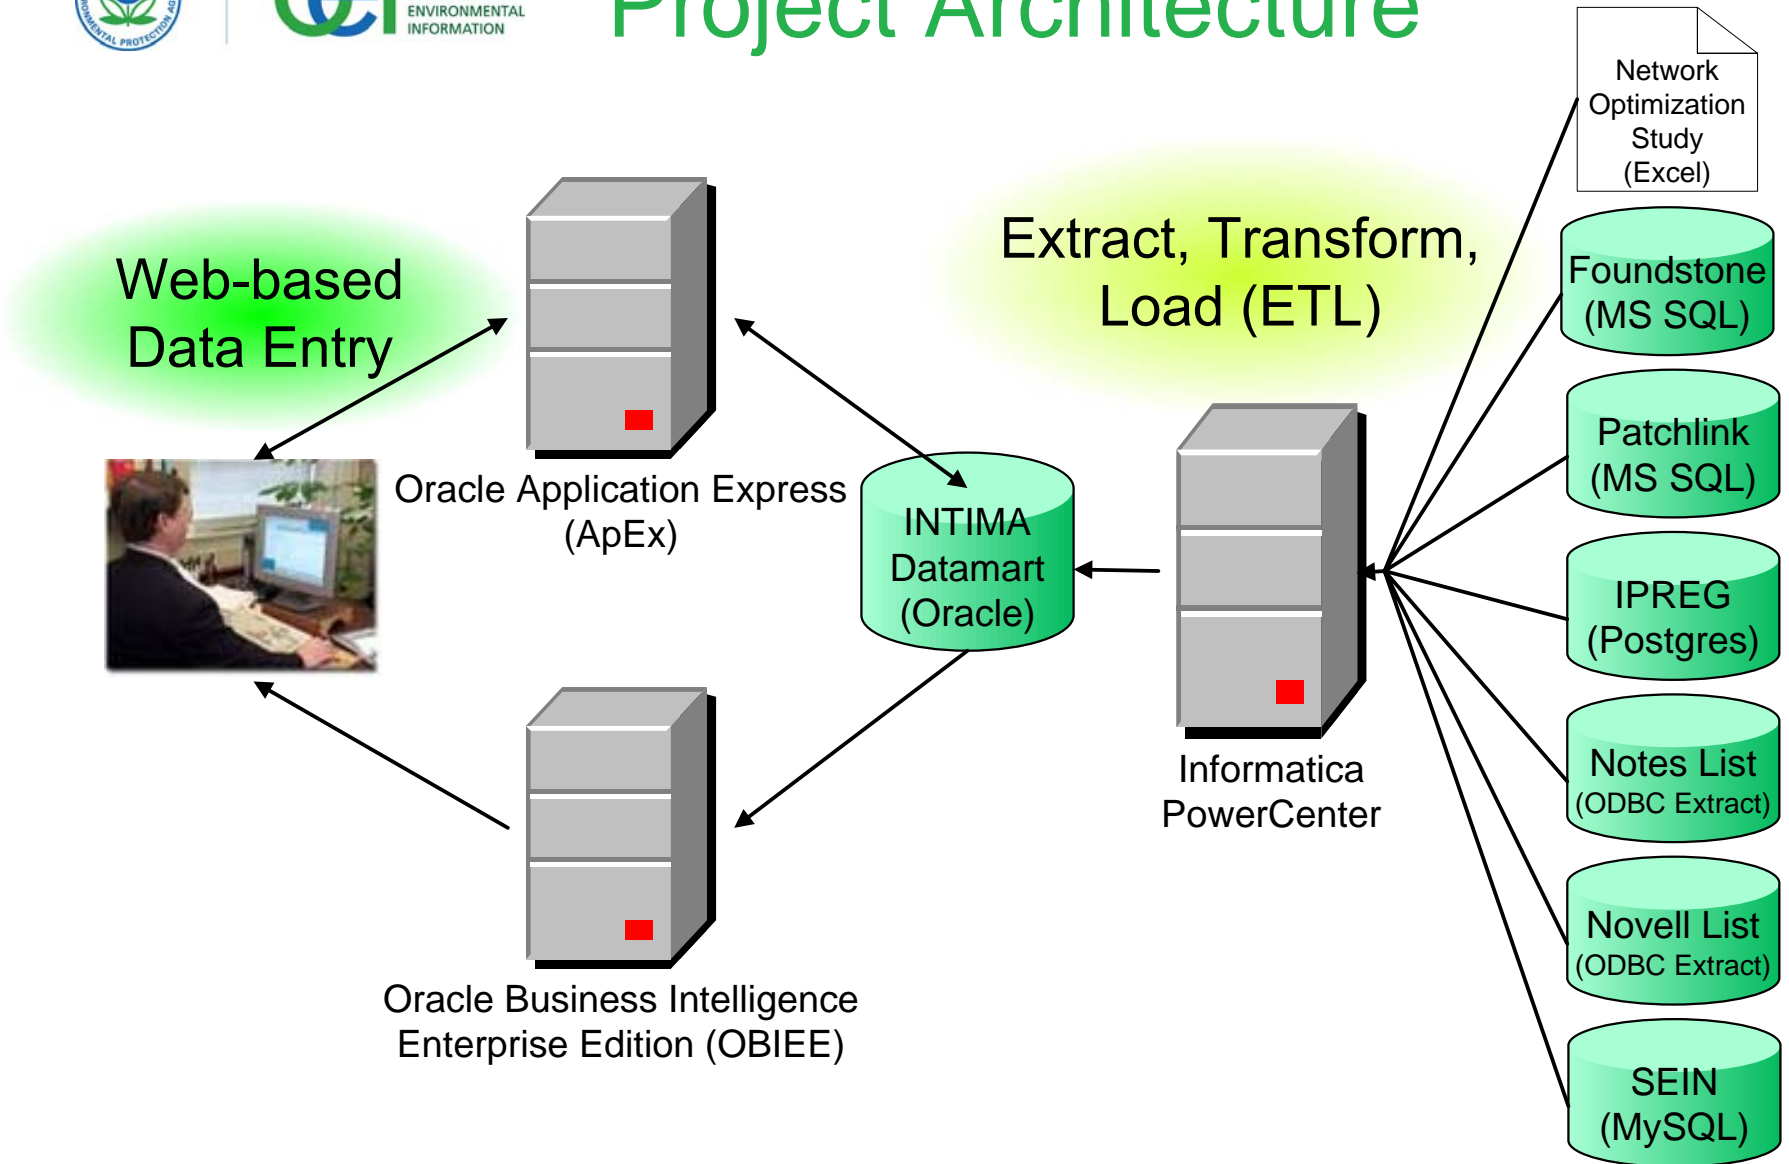 ENVIRONMENTAL
INFORMATION
Project Architecture
Network
Optimization
Study
(Excel)
Web-based
Data Entry
Extract, Transform,
Load (ETL)
Foundstone
(MS SQL)
Patchlink
(MS SQL)
Oracle Application Express
(ApEx)
INTIMA
Datamart
(Oracle)
IPREG
(Postgres)
Informatica
PowerCenter
Notes List
(ODBC Extract)
Novell List
(ODBC Extract)
Oracle Business Intelligence
Enterprise Edition (OBIEE)
SEIN
(MySQL)